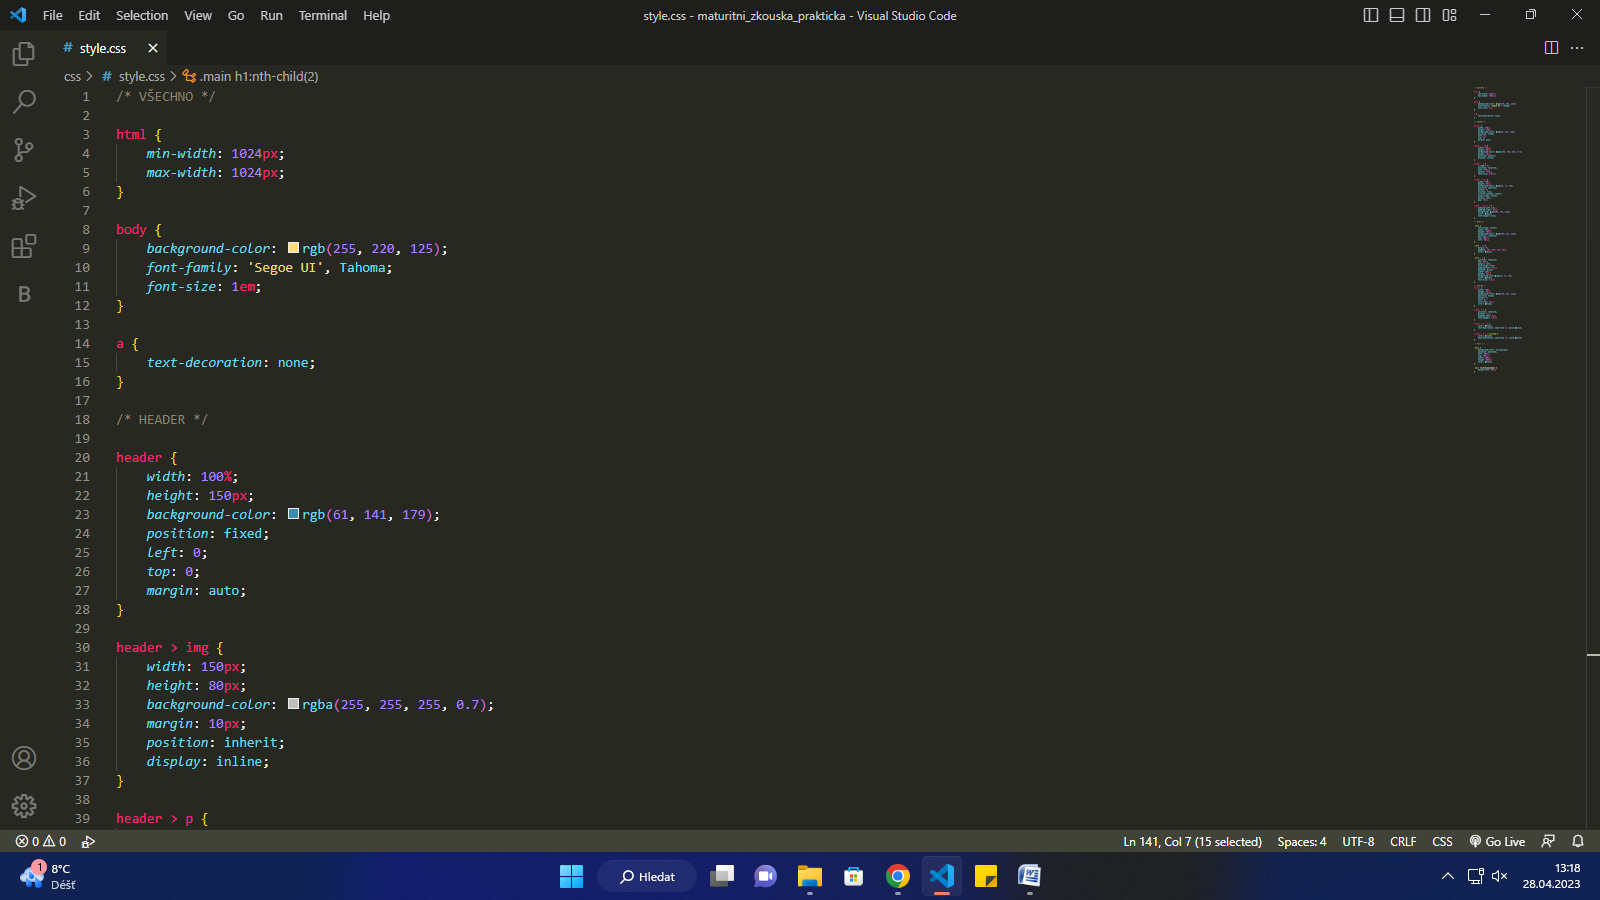 File Edit Selection View Go Run Terminal Help
style.css - maturitni_zkouska_prakticka - Visual Studio Code
# style.css
css > # style.css > .main h1:nth-child(2)
1 /* VŠECHNO */
2
3 html {
4 min-width: 1024px;
5 max-width: 1024px;
6 }
7
8 body {
9 background-color: rgb(255, 220, 125);
10 font-family: 'Segoe UI', Tahoma;
11 font-size: 1em;
12 }
13
14 a {
15 text-decoration: none;
16 }
17
18 /* HEADER */
19
20 header {
21 width: 100%;
22 height: 150px;
23 background-color: rgb(61, 141, 179);
24 position: fixed;
25 left: 0;
26 top: 0;
27 margin: auto;
28 }
29
30 header > img {
31 width: 150px;
32 height: 80px;
33 background-color: rgba(255, 255, 255, 0.7);
34 margin: 10px;
35 position: inherit;
36 display: inline;
37 }
38
39 header > p {
0 0
Ln 141, Col 7 (15 selected) Spaces: 4 UTF-8 CRLF CSS Go Live
1 8°C
Déšť
Hledat
13:18
28.04.2023